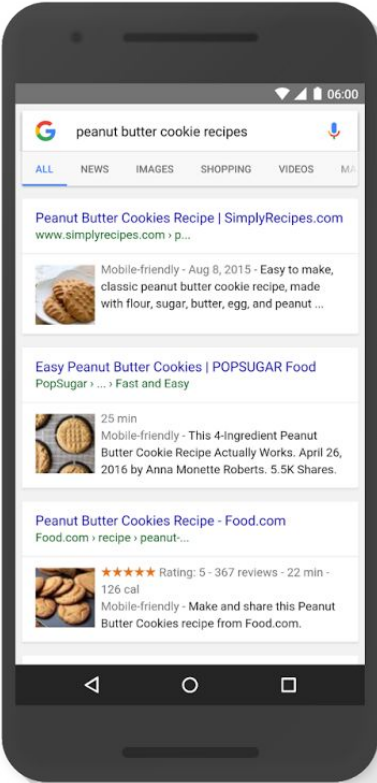 06:00
G peanut butter cookie recipes
ALL NEWS IMAGES SHOPPING VIDEOS MA
Peanut Butter Cookies Recipe | SimplyRecipes.com
www.simplyrecipes.com › p...
Mobile-friendly - Aug 8, 2015 - Easy to make,
classic peanut butter cookie recipe, made
with flour, sugar, butter, egg, and peanut ...
Easy Peanut Butter Cookies | POPSUGAR Food
PopSugar › ... › Fast and Easy
25 min
Mobile-friendly - This 4-Ingredient Peanut
Butter Cookie Recipe Actually Works. April 26,
2016 by Anna Monette Roberts. 5.5K Shares.
Peanut Butter Cookies Recipe - Food.com
Food.com › recipe › peanut-...
★★★★★ Rating: 5 - 367 reviews - 22 min -
126 cal
Mobile-friendly - Make and share this Peanut
Butter Cookies recipe from Food.com.